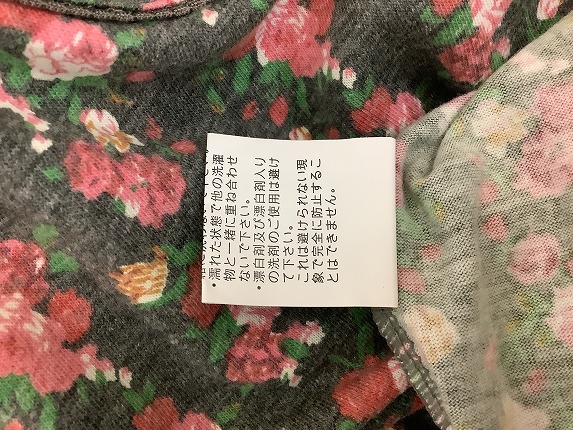 ・濡れた状態で他の洗濯
物と一緒に重ね合わせ
ないで下さい。
・漂白剤及び漂白剤入り
の洗剤のご使用は避け
て下さい。
これは避けられない現
象で完全に防止するこ
とはできません。